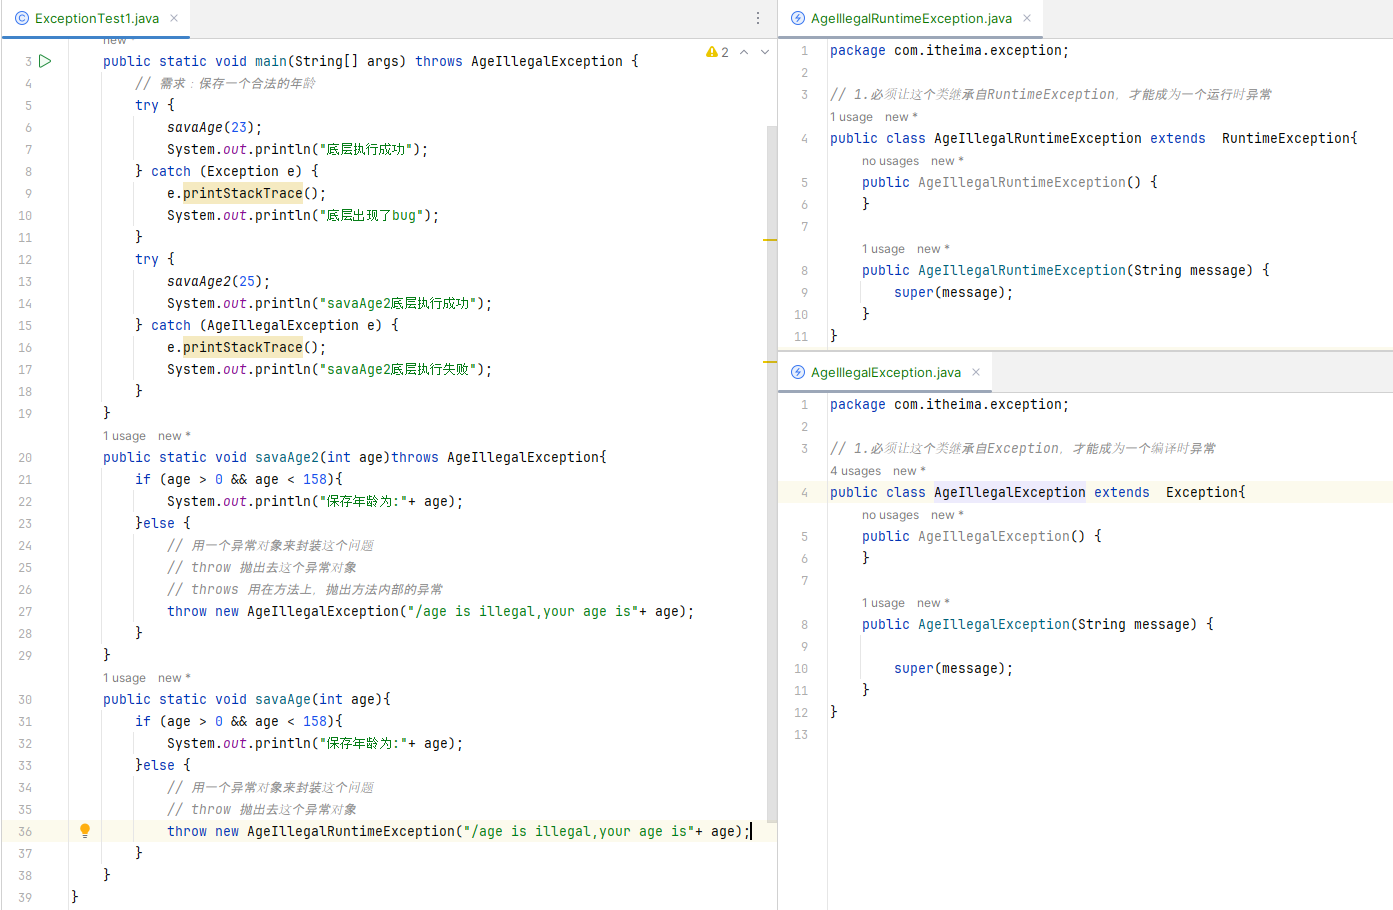 ExceptionTest1.java
new *
3 public static void main(String[] args) throws AgeIllegalException {
2
4 // 需求：保存一个合法的年龄
5 try {
6 savaAge(23);
7 System.out.println("底层执行成功");
8 } catch (Exception e) {
9 e.printStackTrace();
10 System.out.println("底层出现了bug");
11 }
12 try {
13 savaAge2(25);
14 System.out.println("savaAge2底层执行成功");
15 } catch (AgeIllegalException e) {
16 e.printStackTrace();
17 System.out.println("savaAge2底层执行失败");
18 }
19 }
1 usage new *
20 public static void savaAge2(int age)throws AgeIllegalException{
21 if (age > 0 && age < 158){
22 System.out.println("保存年龄为:"+ age);
23 }else {
24 // 用一个异常对象来封装这个问题
25 // throw 抛出去这个异常对象
26 // throws 用在方法上，抛出方法内部的异常
27 throw new AgeIllegalException("/age is illegal,your age is"+ age);
28 }
29 }
1 usage new *
30 public static void savaAge(int age){
31 if (age > 0 && age < 158){
32 System.out.println("保存年龄为:"+ age);
33 }else {
34 // 用一个异常对象来封装这个问题
35 // throw 抛出去这个异常对象
36 throw new AgeIllegalRuntimeException("/age is illegal,your age is"+ age);
37 }
38 }
39 }
AgeIllegalRuntimeException.java
1 package com.itheima.exception;
2
3 // 1.必须让这个类继承自RuntimeException，才能成为一个运行时异常
1 usage new *
4 public class AgeIllegalRuntimeException extends  RuntimeException{
no usages new *
5 public AgeIllegalRuntimeException() {
6 }
7
1 usage new *
8 public AgeIllegalRuntimeException(String message) {
9 super(message);
10 }
11 }
AgeIllegalException.java
1 package com.itheima.exception;
2
3 // 1.必须让这个类继承自Exception，才能成为一个编译时异常
4 usages new *
4 public class AgeIllegalException extends  Exception{
no usages new *
5 public AgeIllegalException() {
6 }
7
1 usage new *
8 public AgeIllegalException(String message) {
9
10 super(message);
11 }
12 }
13